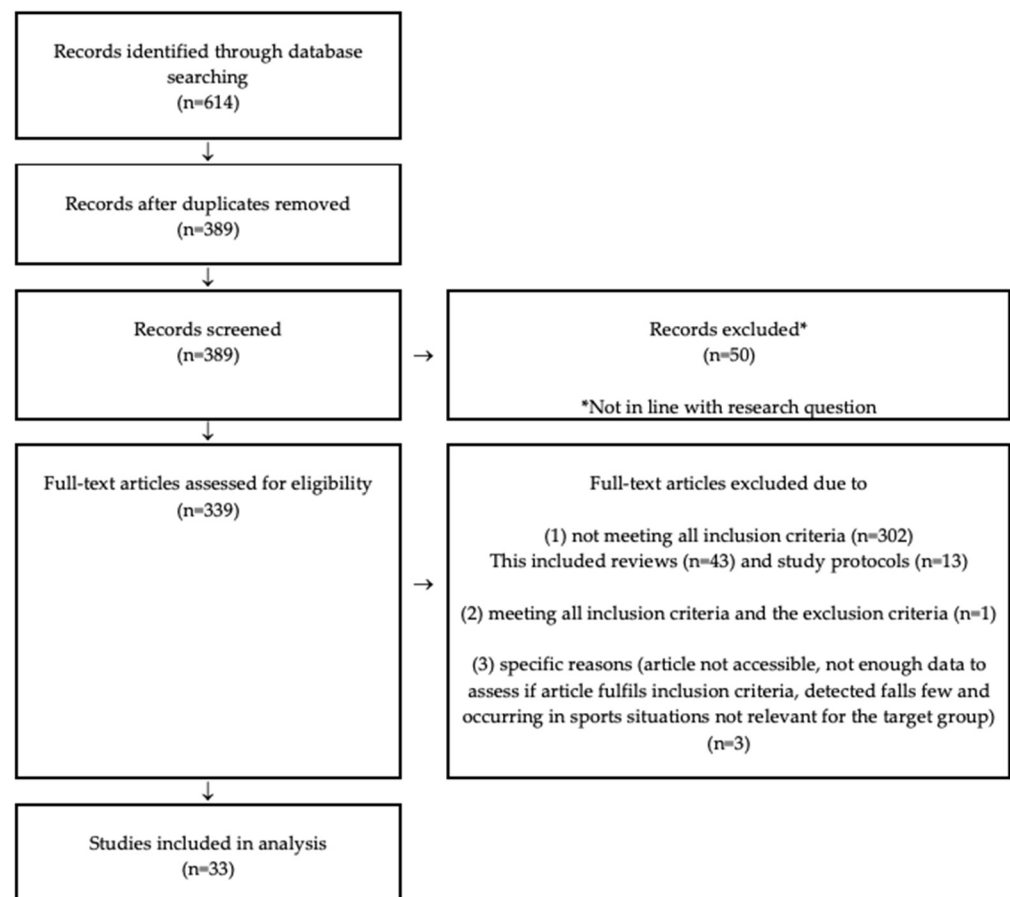 Records identified through database
searching
(n=614)
↓
Records after duplicates removed
(n=389)
↓
Records screened
(n=389)
→
Records excluded*
(n=50)
*Not in line with research question
↓
Full-text articles assessed for eligibility
(n=339)
→
Full-text articles excluded due to
(1) not meeting all inclusion criteria (n=302)
This included reviews (n=43) and study protocols (n=13)
(2) meeting all inclusion criteria and the exclusion criteria (n=1)
(3) specific reasons (article not accessible, not enough data to
assess if article fulfils inclusion criteria, detected falls few and
occurring in sports situations not relevant for the target group)
(n=3)
↓
Studies included in analysis
(n=33)